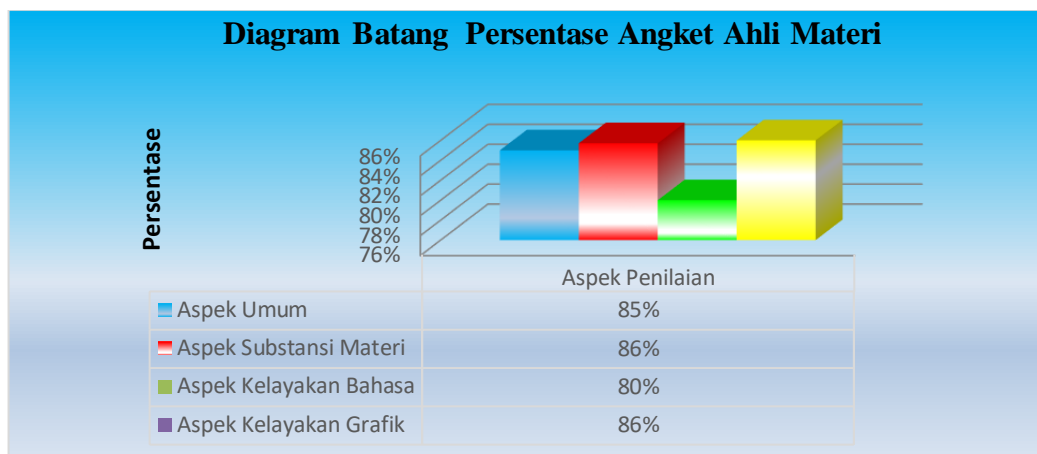 Diagram Batang Persentase Angket Ahli Materi
Persentase
86%
84%
82%
80%
78%
76%
Aspek Penilaian
Aspek Umum 85%
Aspek Substansi Materi 86%
Aspek Kelayakan Bahasa 80%
Aspek Kelayakan Grafik 86%